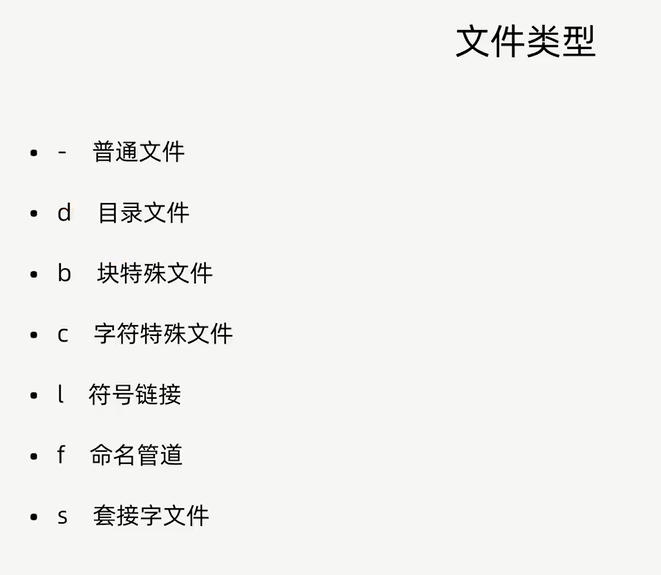 文件类型
• - 普通文件
• d 目录文件
• b 块特殊文件
• c 字符特殊文件
• l 符号链接
• f 命名管道
• s 套接字文件